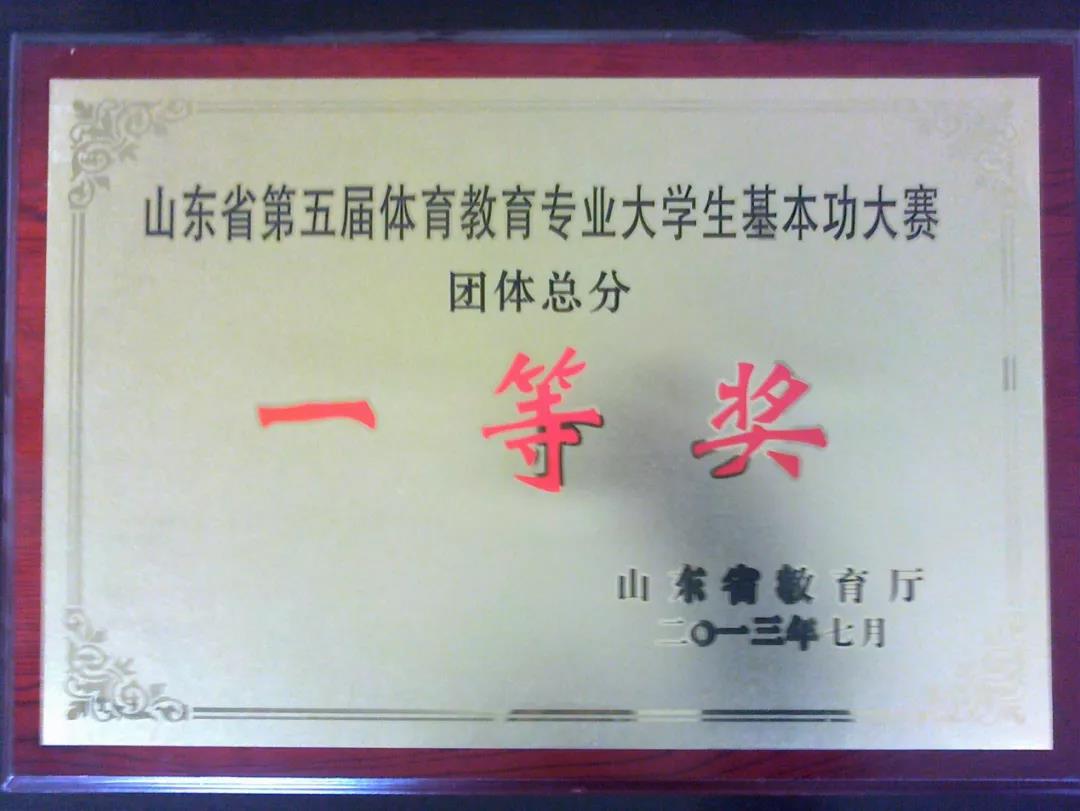 山东省第五届体育教育专业大学生基本功大赛
团体总分
一等奖
山东省教育厅
二〇一三年七月